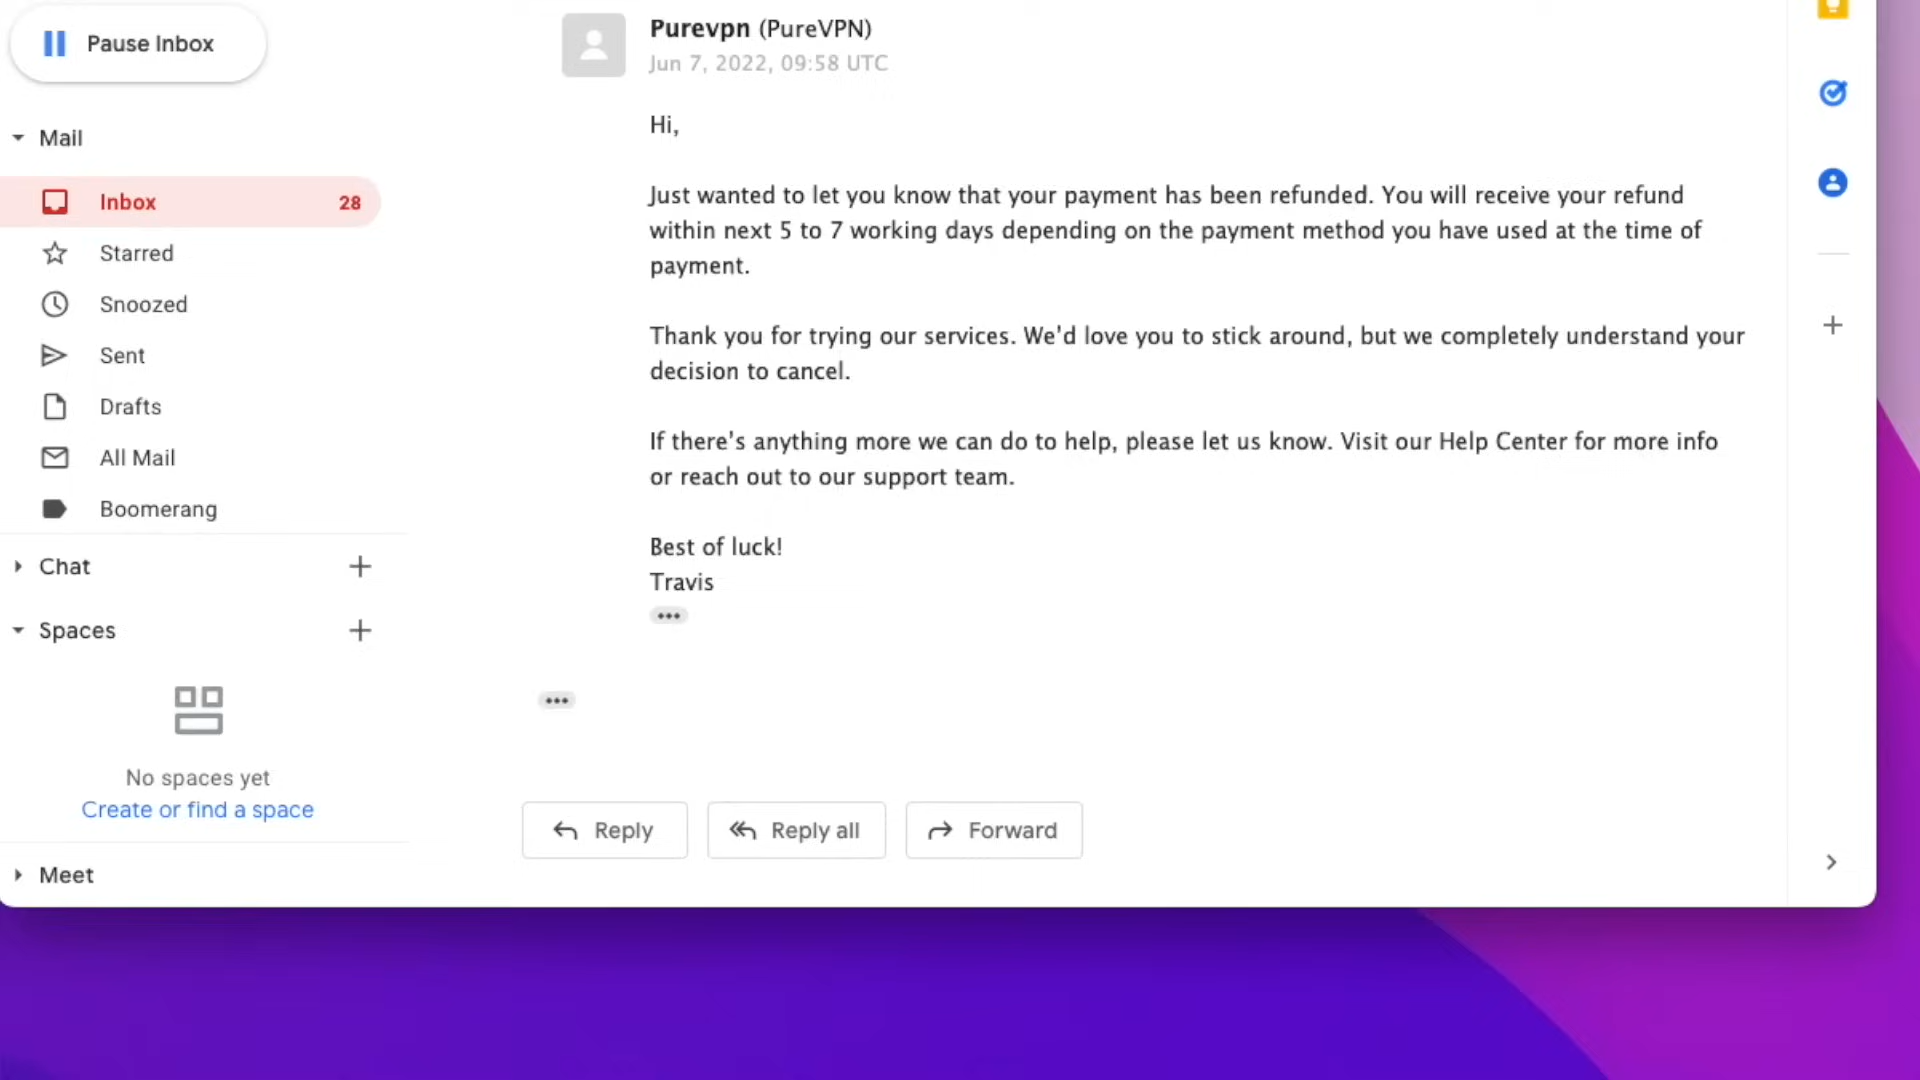 Pause Inbox
Mail
Inbox 28
Starred
Snoozed
Sent
Drafts
All Mail
Boomerang
Chat
Spaces
No spaces yet
Create or find a space
Meet
Purevpn (PureVPN)
Jun 7, 2022, 09:58 UTC
Hi,
Just wanted to let you know that your payment has been refunded. You will receive your refund
within next 5 to 7 working days depending on the payment method you have used at the time of
payment.
Thank you for trying our services. We'd love you to stick around, but we completely understand your
decision to cancel.
If there's anything more we can do to help, please let us know. Visit our Help Center for more info
or reach out to our support team.
Best of luck!
Travis
Reply
Reply all
Forward